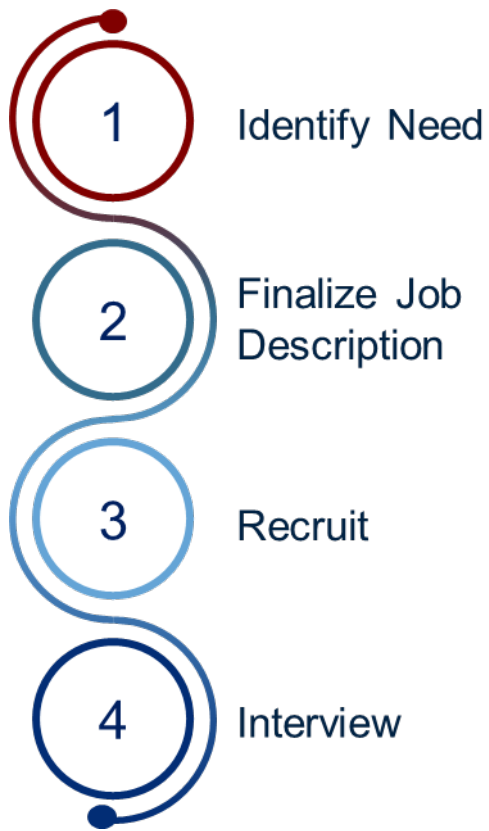 1
Identify Need
2
Finalize Job
Description
3
Recruit
4
Interview